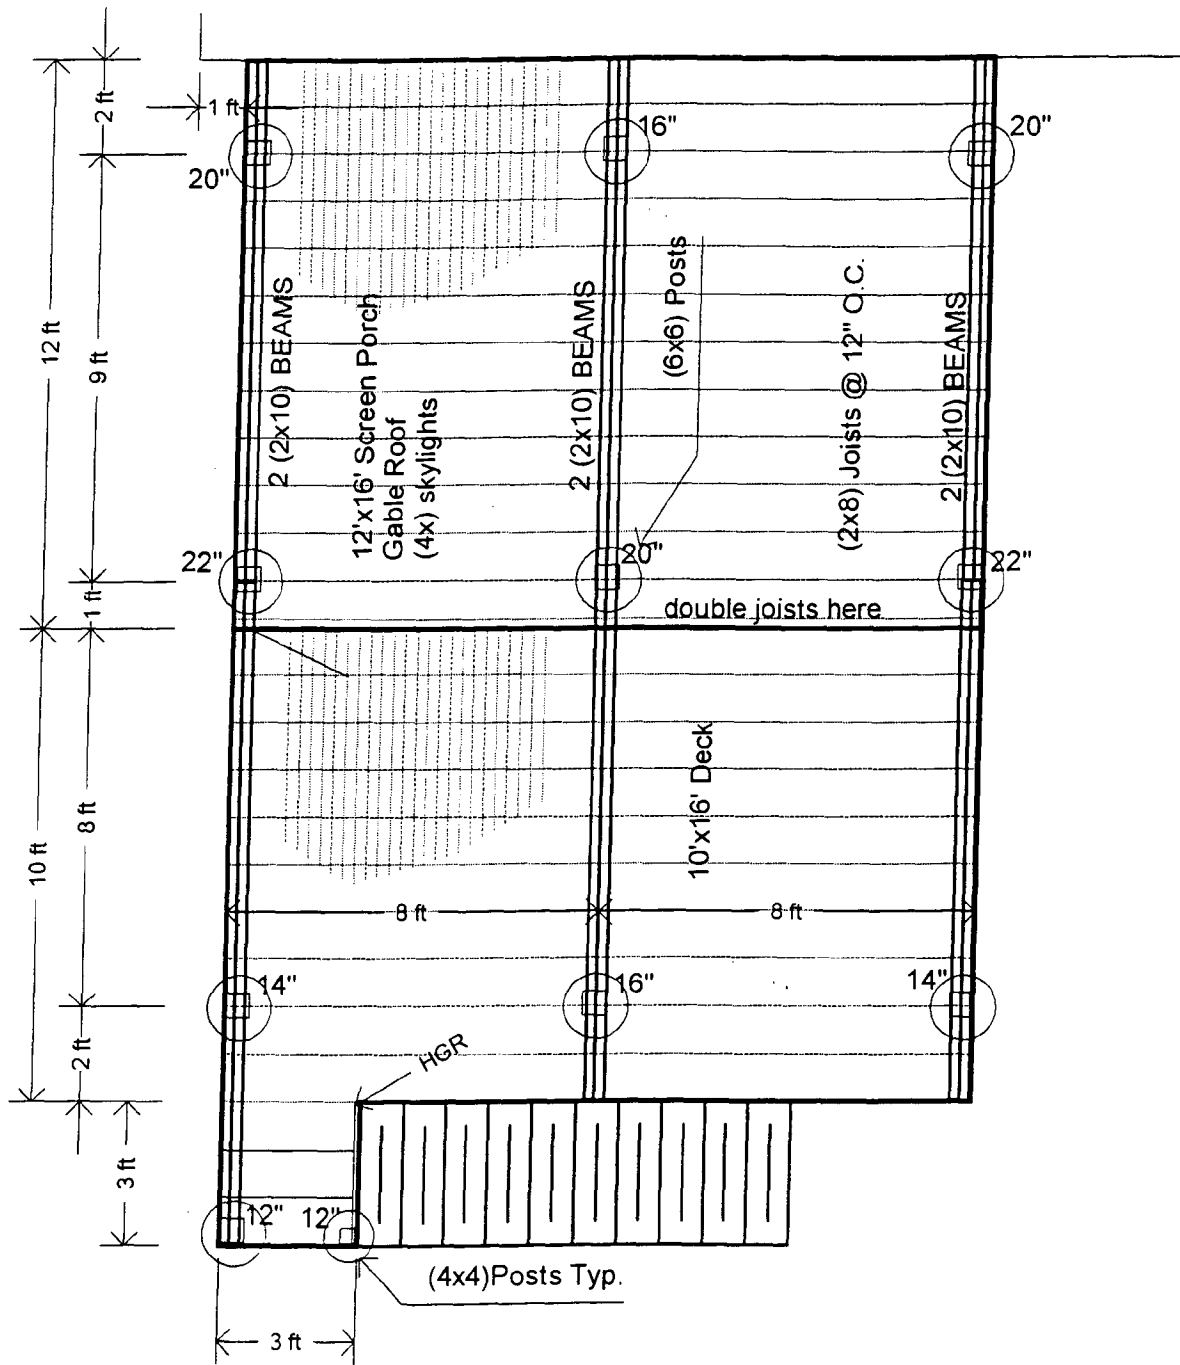 2 ft
1 ft
16"
20"
20"
12 ft
9 ft
2 (2x10) BEAMS
12'x16' Screen Porch
Gable Roof
(4x) skylights
2 (2x10) BEAMS
(6x6) Posts
(2x8) Joists @ 12" O.C.
2 (2x10) BEAMS
22"
20"
22"
1 ft
double joists here
10 ft
8 ft
10'x16' Deck
8 ft
8 ft
14"
16"
14"
2 ft
HGR
3 ft
12"
12"
(4x4)Posts Typ.
3 ft